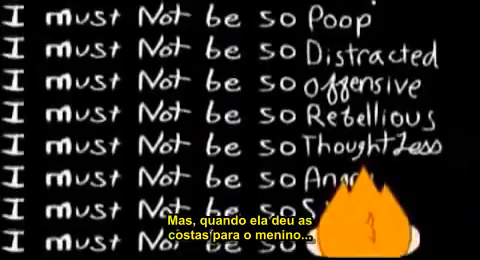 I must Not be so Poop
I must Not be so Distracted
I must Not be so Offensive
I must Not be so Rebellious
I must Not be so ThoughtLess
I must Not be so
I must Not be so
I must Not be so
Mas, quando ela deu as
costas para o menino...